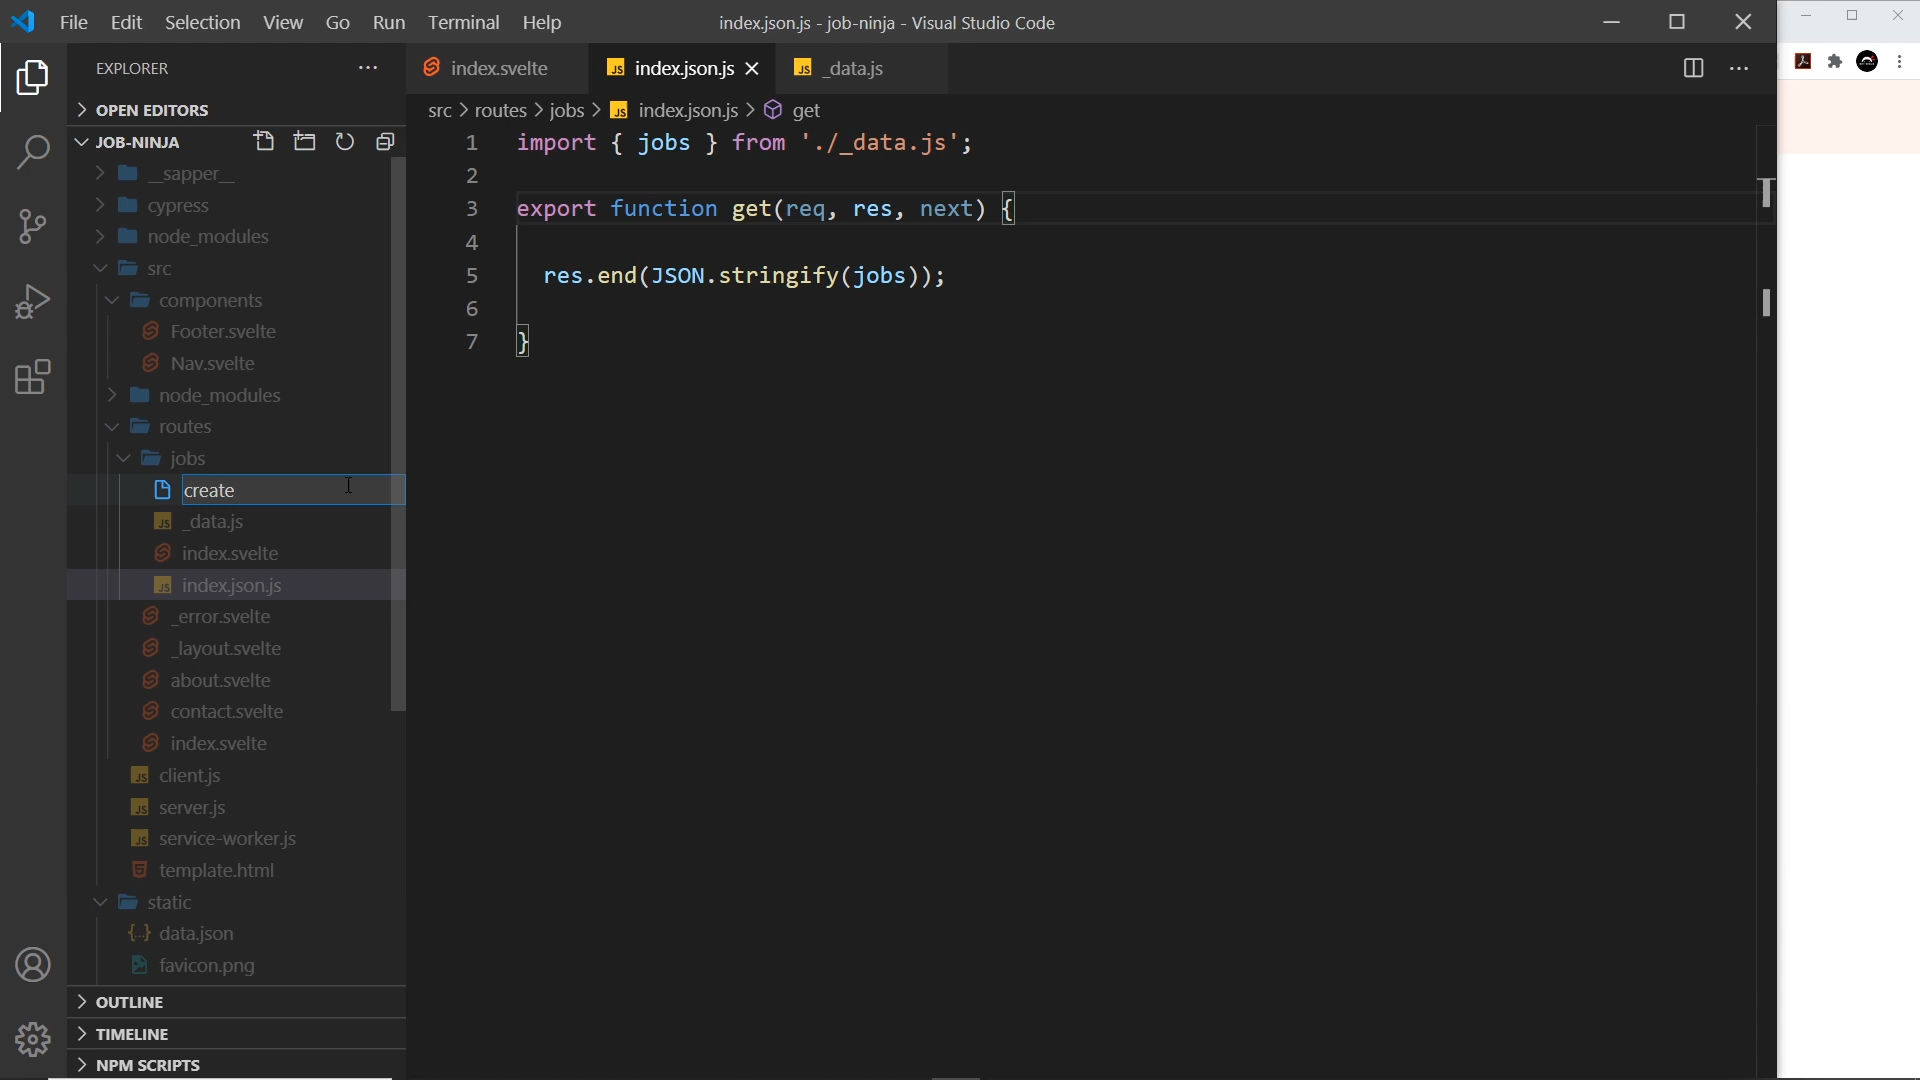 File Edit Selection View Go Run Terminal Help
index.json.js - job-ninja - Visual Studio Code
EXPLORER
OPEN EDITORS
JOB-NINJA
__sapper__
cypress
node_modules
src
components
Footer.svelte
Nav.svelte
node_modules
routes
jobs
create
_data.js
index.svelte
index.json.js
_error.svelte
_layout.svelte
about.svelte
contact.svelte
index.svelte
client.js
server.js
service-worker.js
template.html
static
data.json
favicon.png
OUTLINE
TIMELINE
NPM SCRIPTS
index.svelte
JS index.json.js
JS _data.js
src > routes > jobs > JS index.json.js > get
1 import { jobs } from './_data.js';
2
3 export function get(req, res, next) {
4
5 res.end(JSON.stringify(jobs));
6
7 }